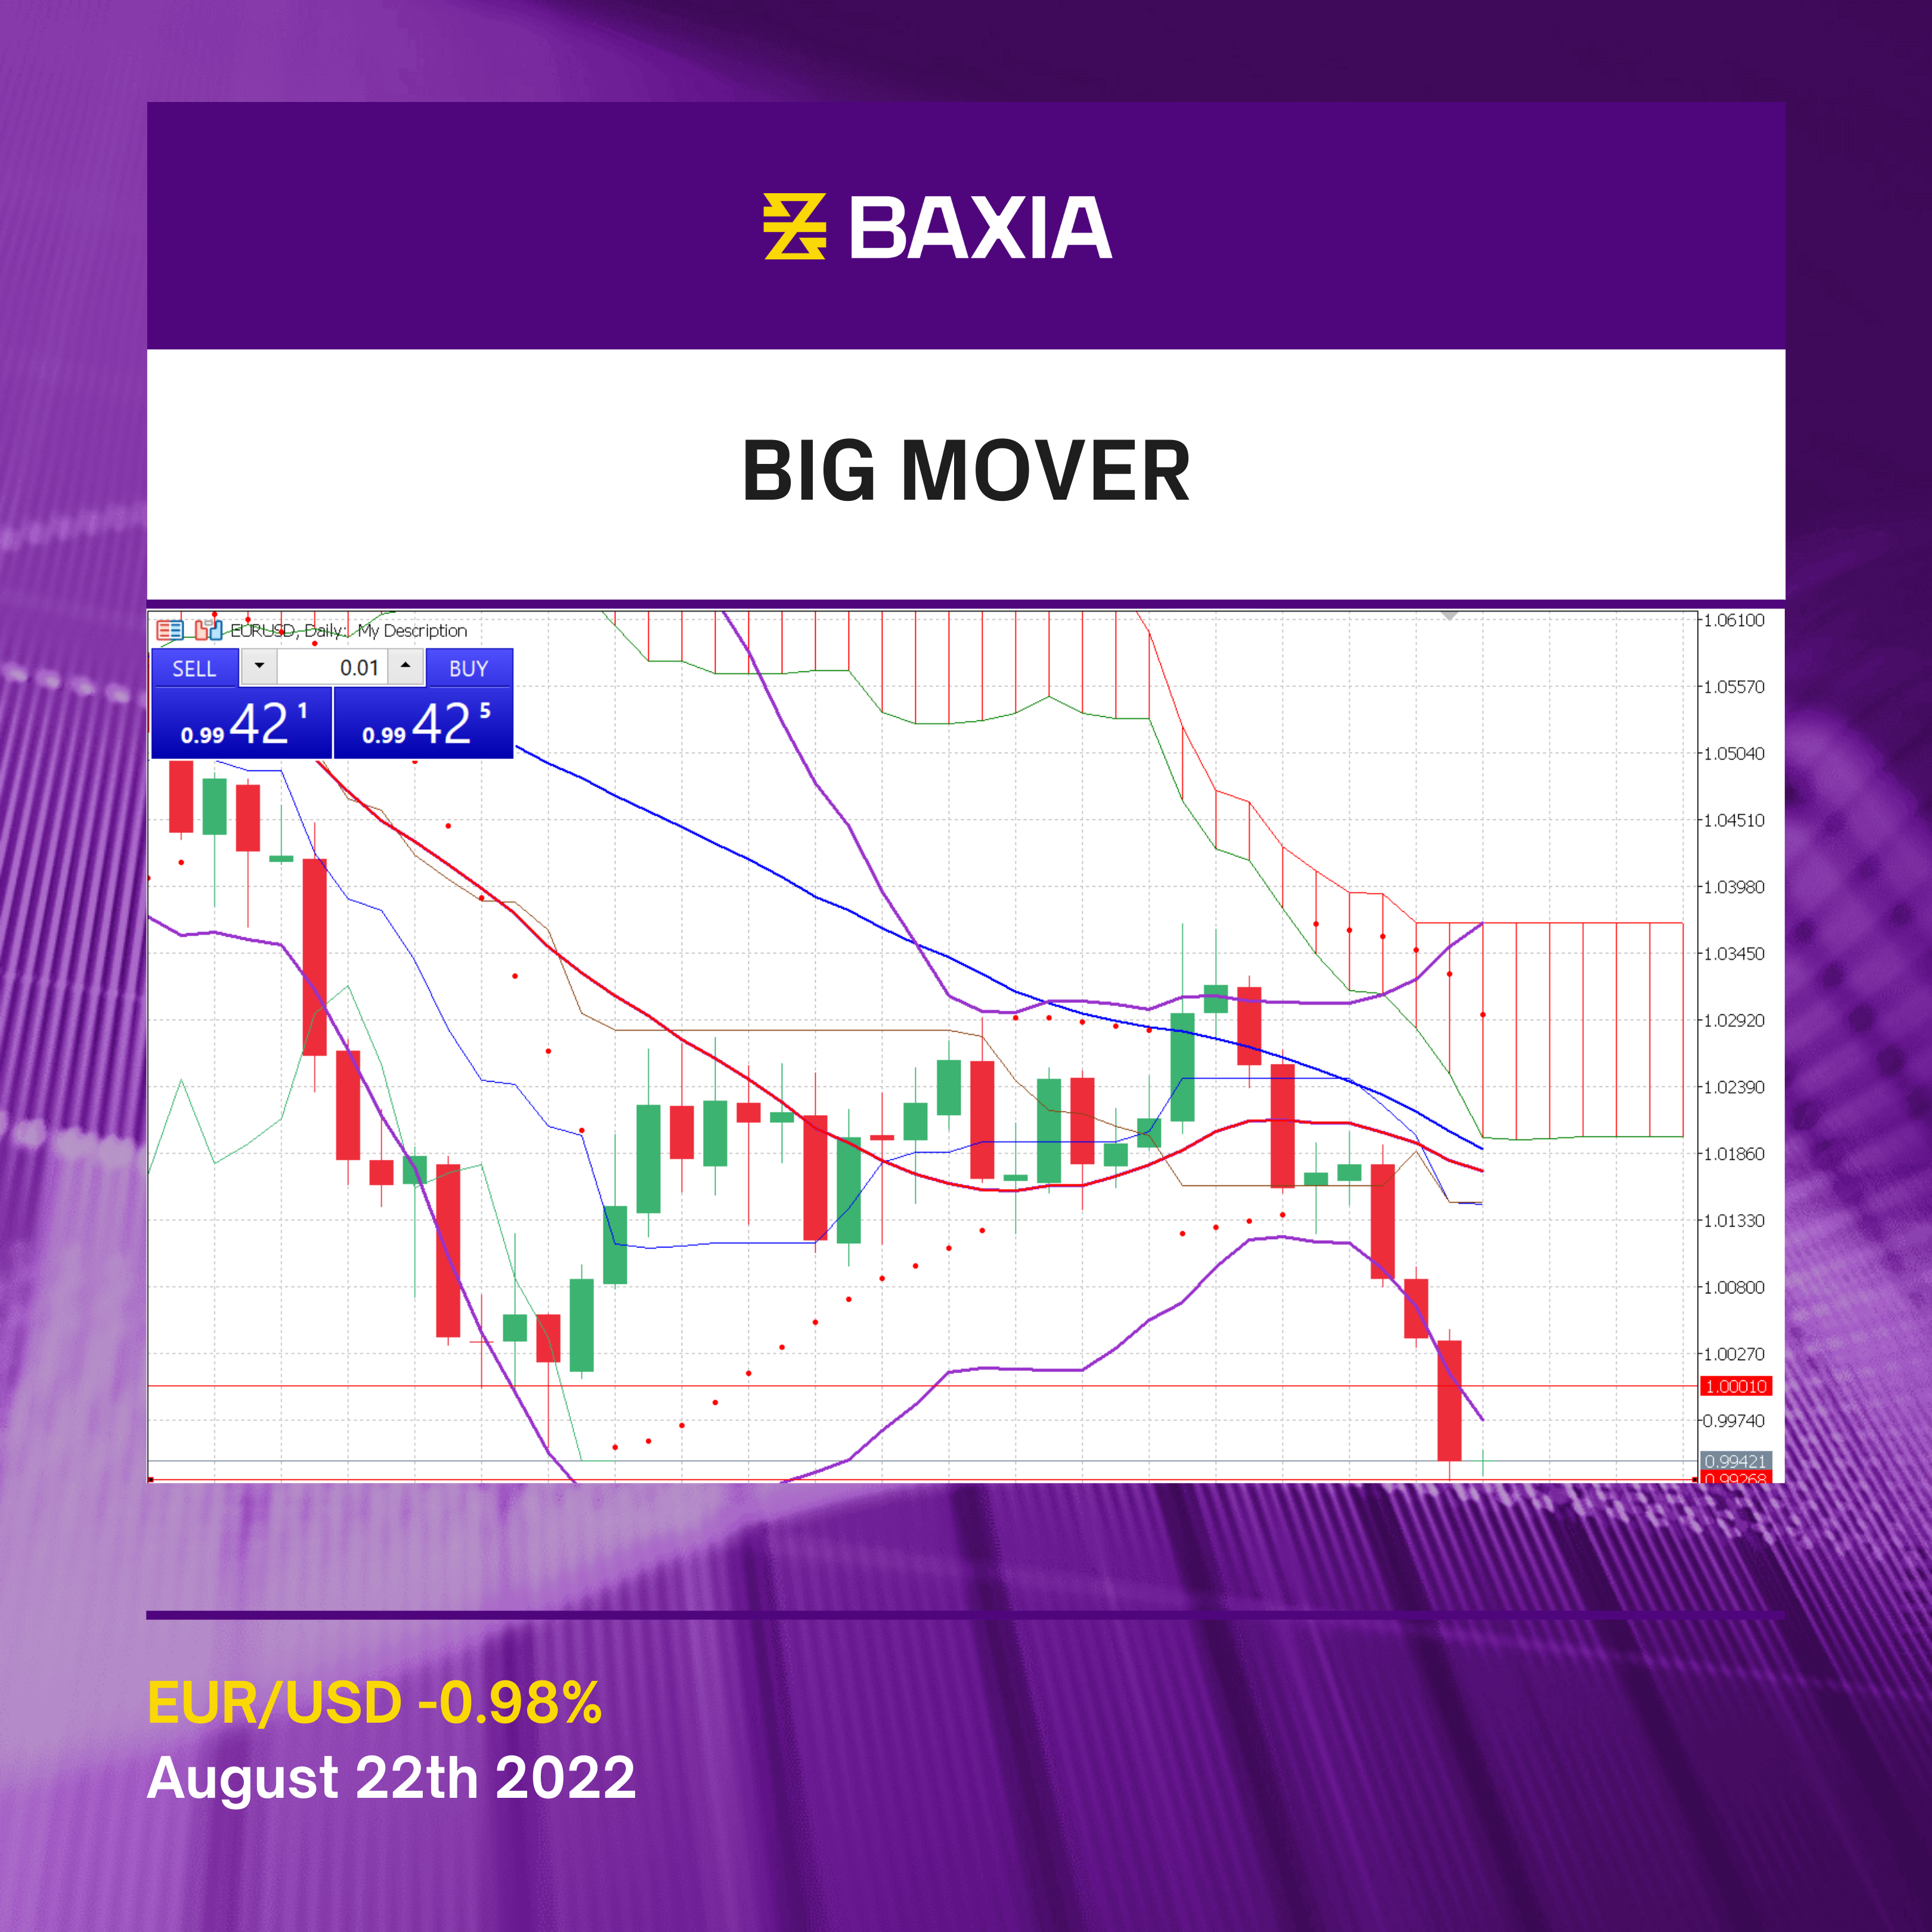 BAXIA
BIG MOVER
EURUSD, Daily: My Description
SELL 0.01 BUY
0.99 42 1 0.99 42 5
1.06100
1.05570
1.05040
1.04510
1.03980
1.03450
1.02920
1.02390
1.01860
1.01330
1.00800
1.00270
1.00010
0.99740
0.99421
0.99268
EUR/USD -0.98%
August 22th 2022